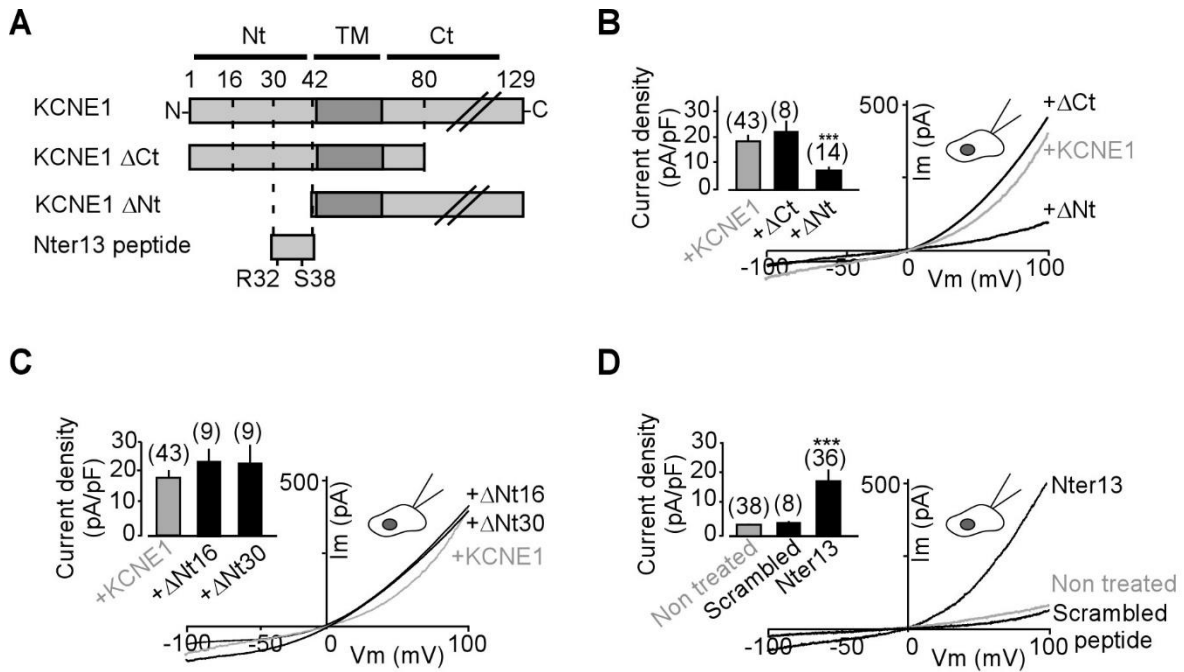 A
Nt TM Ct
1 16 30 42 80 129
KCNE1 N C
KCNE1 ΔCt
KCNE1 ΔNt
Nter13 peptide
R32 S38
B
Current density
(pA/pF)
30
20
10
0
(43)
(8)
***
(14)
+KCNE1
+ΔCt
+ΔNt
500
Im (pA)
+ΔCt
+KCNE1
+ΔNt
-100 -50 0 100
Vm (mV)
C
Current density
(pA/pF)
30
20
10
0
(43)
(9)
(9)
+KCNE1
+ΔNt16
+ΔNt30
500
Im (pA)
+ΔNt16
+ΔNt30
+KCNE1
-100 -50 0 100
Vm (mV)
D
Current density
(pA/pF)
30
20
10
0
(38)
(8)
***
(36)
Non treated
Scrambled
Nter13
500
Im (pA)
Nter13
Non treated
Scrambled
peptide
-100 -50 0 100
Vm (mV)